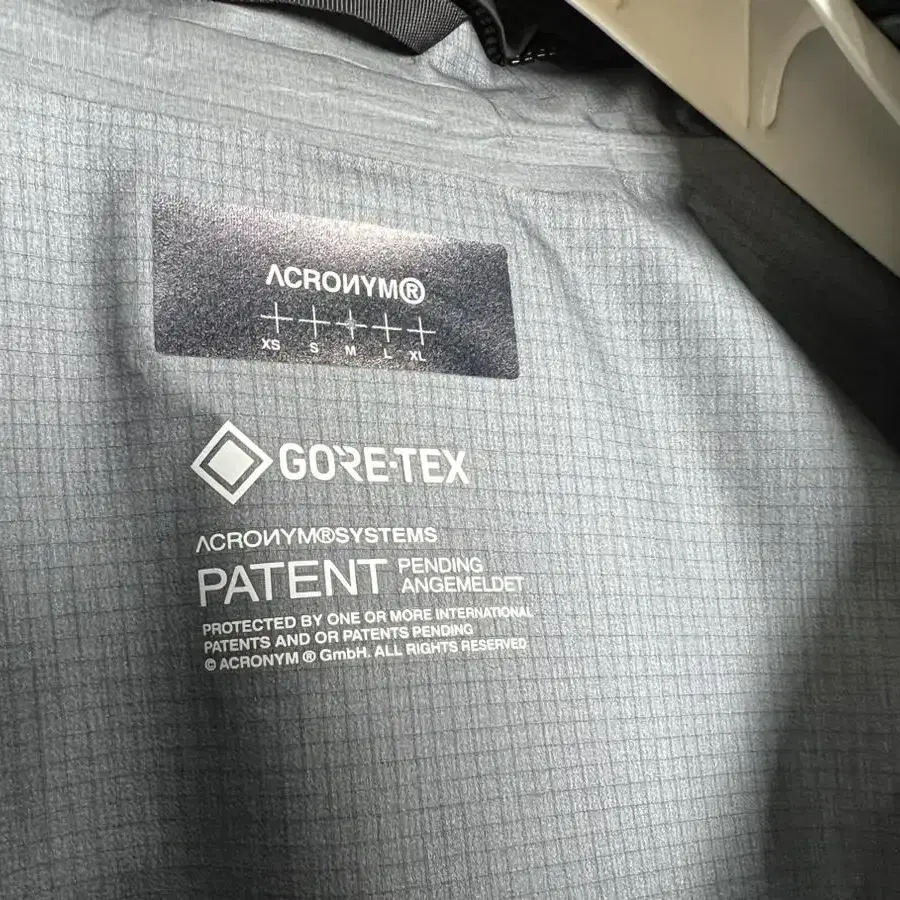 ACRONYM®
XS S M L XL
GORE-TEX
ACRONYM®SYSTEMS
PATENT PENDING
ANGEMELDET
PROTECTED BY ONE OR MORE INTERNATIONAL
PATENTS AND OR PATENTS PENDING
© ACRONYM ® GmbH. ALL RIGHTS RESERVED